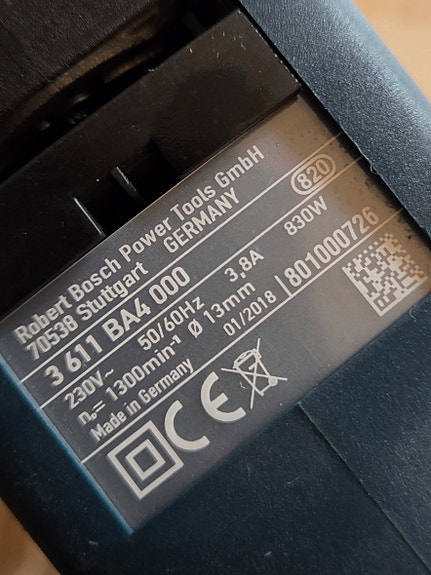 Robert Bosch Power Tools GmbH
70538 Stuttgart GERMANY
3 611 BA4 000 820
230V~ 50/60Hz 3,8A 830W
n₀= 1300min⁻¹ Ø 13mm
Made in Germany 01/2018 801000726
CE